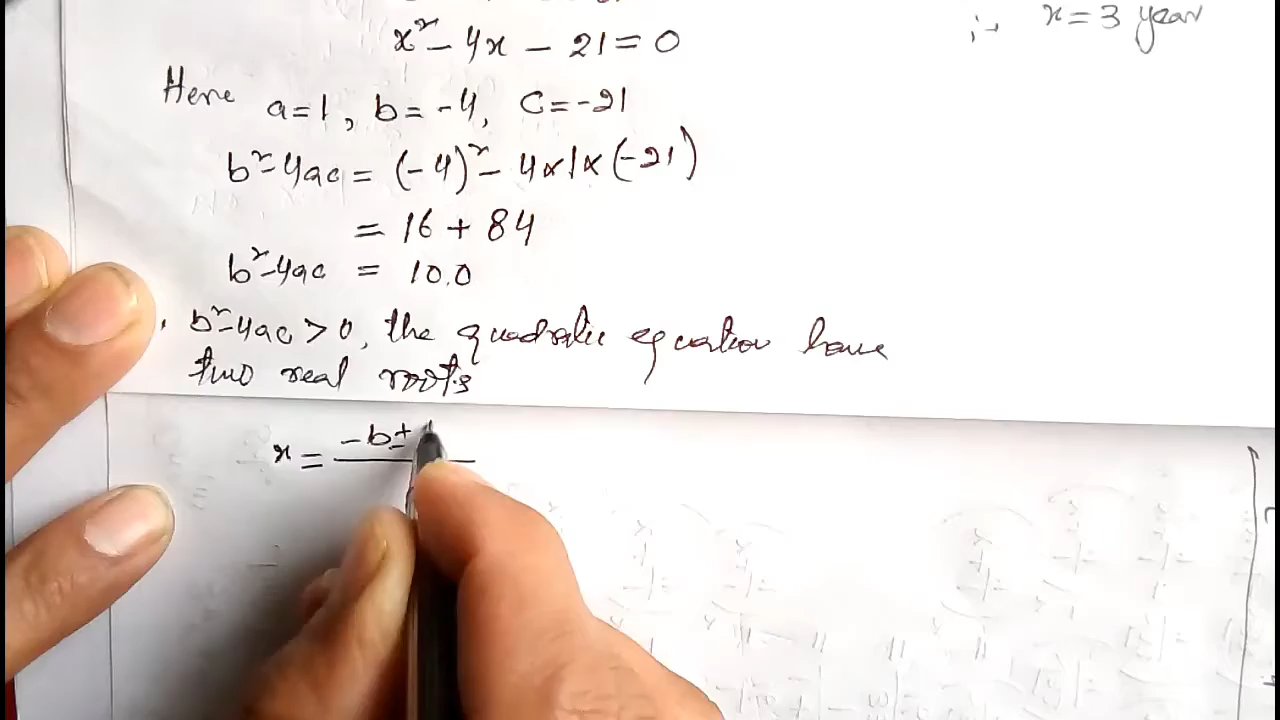 x² - 4x - 21 = 0
∴ x = 3 year
Here a = 1, b = -4, c = -21
b² - 4ac = (-4)² - 4×1×(-21)
= 16 + 84
b² - 4ac = 100
b² - 4ac > 0, the quadratic equation have
two real roots
x = -b ±